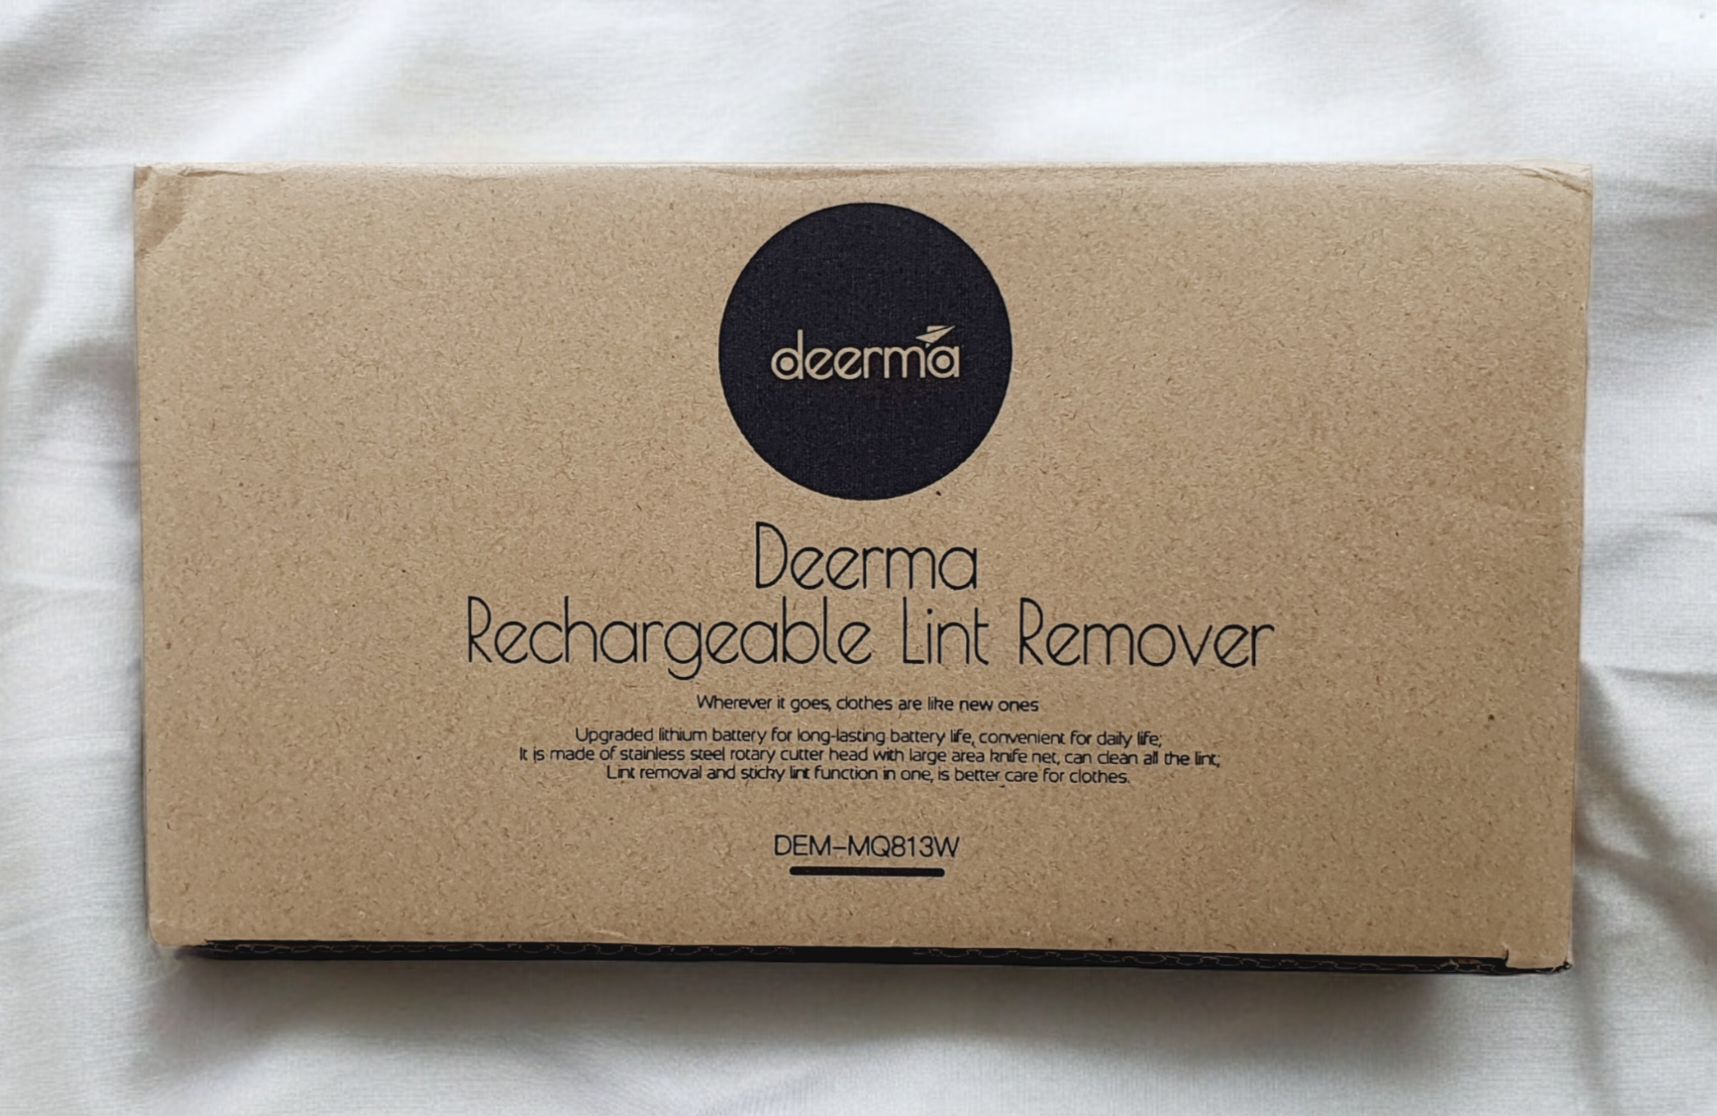 deerma
Deerma
Rechargeable Lint Remover
Wherever it goes, clothes are like new ones
Upgraded lithium battery for long-lasting battery life, convenient for daily life;
It is made of stainless steel rotary cutter head with large area knife net, can clean all the lint;
Lint removal and sticky lint function in one, is better care for clothes.
DEM-MQ813W